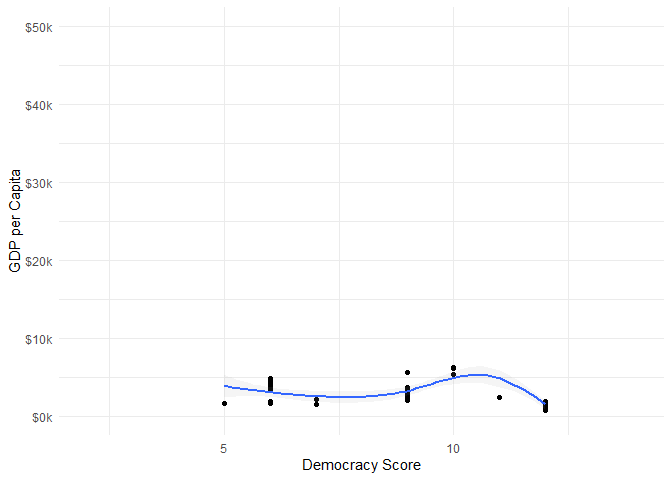 $50k
$40k
$30k
$20k
$10k
$0k
GDP per Capita
5
10
Democracy Score